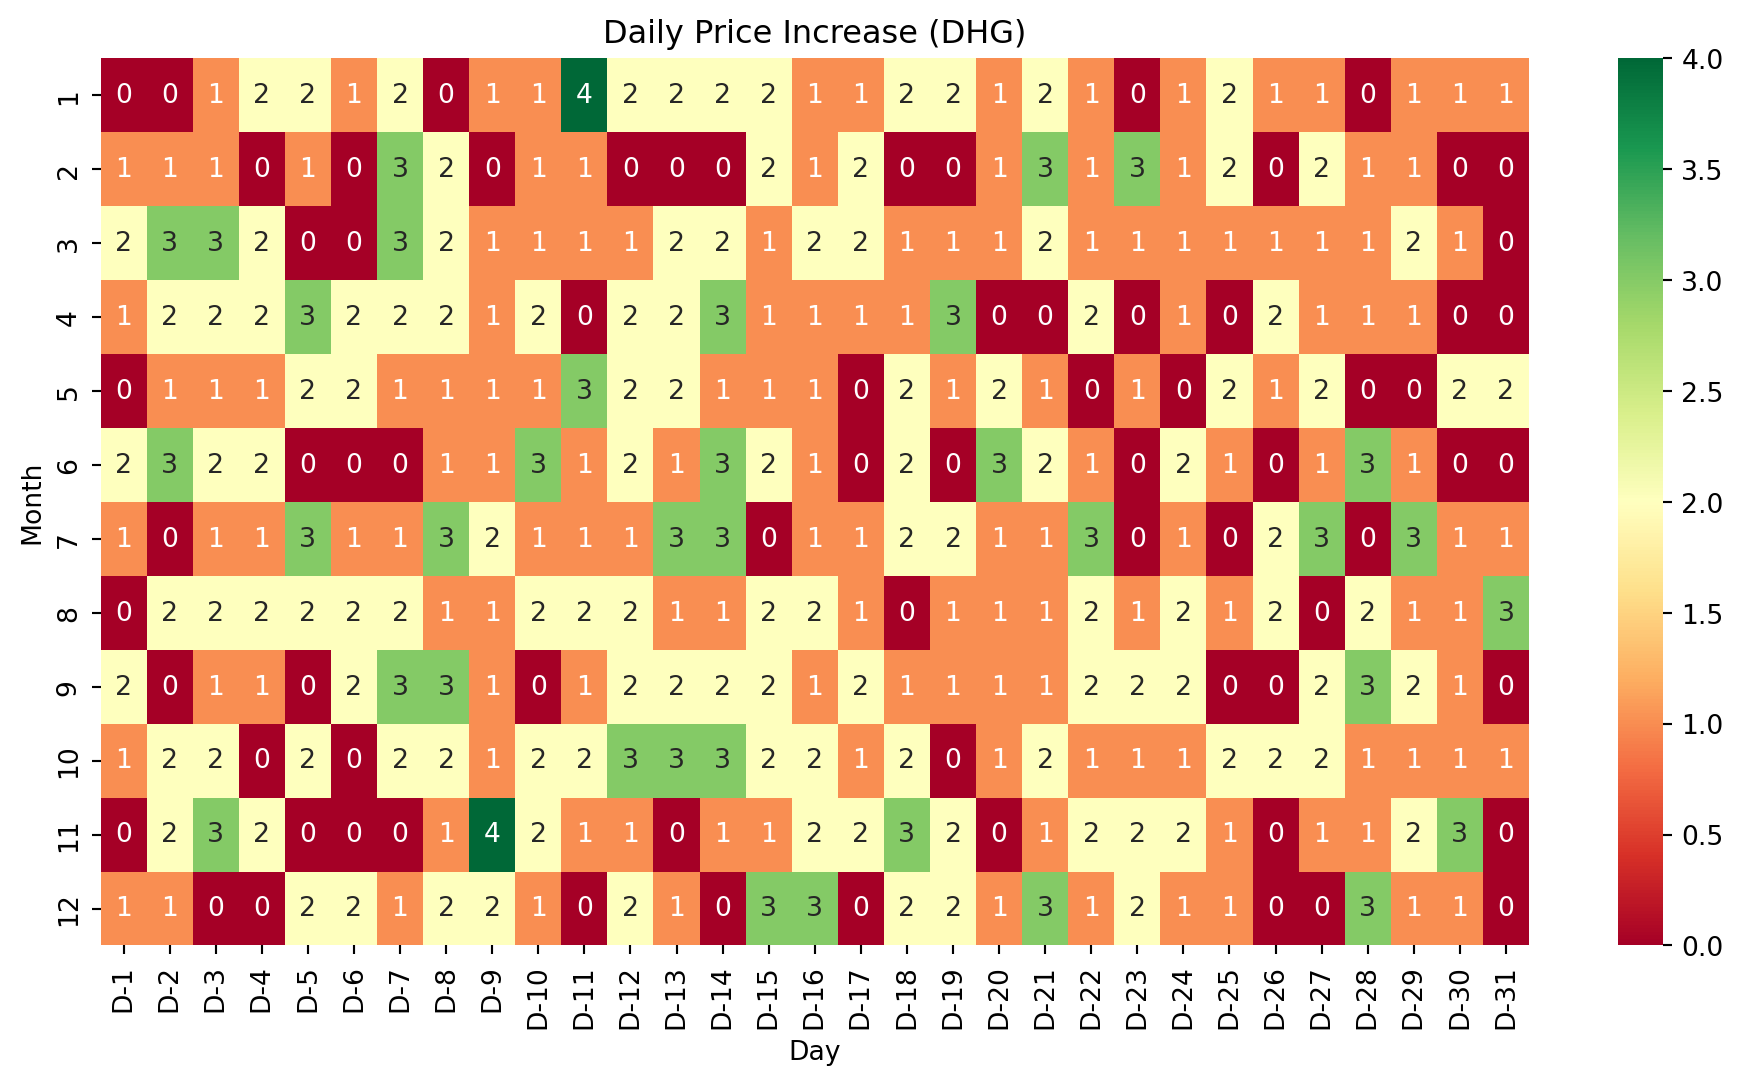 Daily Price Increase (DHG)
1 0 0 1 2 2 1 2 0 1 1 4 2 2 2 2 1 1 2 2 1 2 1 0 1 2 1 1 0 1 1 1
2 1 1 1 0 1 0 3 2 0 1 1 0 0 0 2 1 2 0 0 1 3 1 3 1 2 0 2 1 1 0 0
3 2 3 3 2 0 0 3 2 1 1 1 1 2 2 1 2 2 1 1 1 2 1 1 1 1 1 1 1 2 1 0
4 1 2 2 2 3 2 2 2 1 2 0 2 2 3 1 1 1 1 3 0 0 2 0 1 0 2 1 1 1 0 0
5 0 1 1 1 2 2 1 1 1 1 3 2 2 1 1 1 0 2 1 2 1 0 1 0 2 1 2 0 0 2 2
6 2 3 2 2 0 0 0 1 1 3 1 2 1 3 2 1 0 2 0 3 2 1 0 2 1 0 1 3 1 0 0
7 1 0 1 1 3 1 1 3 2 1 1 1 3 3 0 1 1 2 2 1 1 3 0 1 0 2 3 0 3 1 1
8 0 2 2 2 2 2 2 1 1 2 2 2 1 1 2 2 1 0 1 1 1 2 1 2 1 2 0 2 1 1 3
9 2 0 1 1 0 2 3 3 1 0 1 2 2 2 2 1 2 1 1 1 1 2 2 2 0 0 2 3 2 1 0
10 1 2 2 0 2 0 2 2 1 2 2 3 3 3 2 2 1 2 0 1 2 1 1 1 2 2 2 1 1 1 1
11 0 2 3 2 0 0 0 1 4 2 1 1 0 1 1 2 2 3 2 0 1 2 2 2 1 0 1 1 2 3 0
12 1 1 0 0 2 2 1 2 2 1 0 2 1 0 3 3 0 2 2 1 3 1 2 1 1 0 0 3 1 1 0
Month
D-1 D-2 D-3 D-4 D-5 D-6 D-7 D-8 D-9 D-10 D-11 D-12 D-13 D-14 D-15 D-16 D-17 D-18 D-19 D-20 D-21 D-22 D-23 D-24 D-25 D-26 D-27 D-28 D-29 D-30 D-31
Day
4.0
3.5
3.0
2.5
2.0
1.5
1.0
0.5
0.0